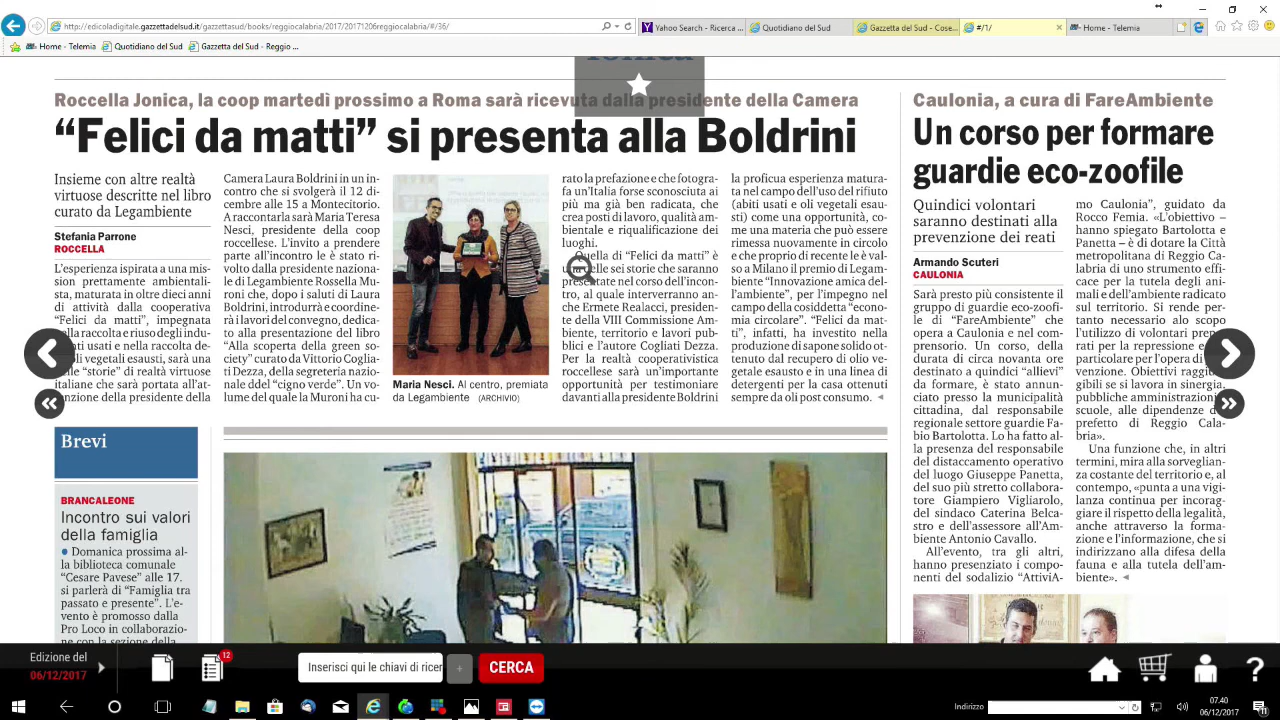 http://edicoladigitale.gazzettadelsud.it/gazzettasud/books/reggiocalabria/2017/20171206reggiocalabria/#/36/
Yahoo Search - Ricerca ...
Quotidiano del Sud
Gazzetta del Sud - Cose...
#/1/
Home - Telemia
Home - Telemia
Quotidiano del Sud
Gazzetta del Sud - Reggio ...
Roccella Jonica, la coop martedì prossimo a Roma sarà ricevuta dalla presidente della Camera
“Felici da matti” si presenta alla Boldrini
Insieme con altre realtà
virtuose descritte nel libro
curato da Legambiente
Stefania Parrone
ROCCELLA
L’esperienza ispirata a una mis-
sion prettamente ambientali-
sta, maturata in oltre dieci anni
di attività dalla cooperativa
“Felici da matti”, impegnata
nella raccolta e riuso degli indu-
menti usati e nella raccolta de-
gli oli vegetali esausti, sarà una
“storie” di realtà virtuose
italiane che sarà portata all’at-
tenzione della presidente della
Camera Laura Boldrini in un in-
contro che si svolgerà il 12 di-
cembre alle 15 a Montecitorio.
A raccontarla sarà Maria Teresa
Nesci, presidente della coop
roccellese. L’invito a prendere
parte all’incontro le è stato ri-
volto dalla presidente naziona-
le di Legambiente Rossella Mu-
roni che, dopo i saluti di Laura
Boldrini, introdurrà e coordine-
rà i lavori del convegno, dedica-
to alla presentazione del libro
“Alla scoperta della green so-
ciety” curato da Vittorio Coglia-
ti Dezza, della segreteria nazio-
nale ddel “cigno verde”. Un vo-
lume del quale la Muroni ha cu-
Maria Nesci. Al centro, premiata
da Legambiente (ARCHIVIO)
rato la prefazione e che fotogra-
fa un’Italia forse sconosciuta ai
più ma già ben radicata, che
crea posti di lavoro, qualità am-
bientale e riqualificazione dei
luoghi.
Quella di “Felici da matti” è
una delle sei storie che saranno
presentate nel corso dell’incon-
tro, al quale interverranno an-
che Ermete Realacci, presiden-
te della VIII Commissione Am-
biente, territorio e lavori pub-
blici e l’autore Cogliati Dezza.
Per la realtà cooperativistica
roccellese sarà un’importante
opportunità per testimoniare
davanti alla presidente Boldrini
la proficua esperienza matura-
ta nel campo dell’uso del rifiuto
(abiti usati e oli vegetali esau-
sti) come una opportunità, co-
me una materia che può essere
rimessa nuovamente in circolo
e che proprio de recente le è val-
so a Milano il premio di Legam-
biente “Innovazione amica del-
l’ambiente”, per l’impegno nel
campo della cosiddetta “econo-
mia circolare”. “Felici da mat-
ti”, infatti, ha investito nella
produzione di sapone solido ot-
tenuto dal recupero di olio ve-
getale esausto e in una linea di
detergenti per la casa ottenuti
sempre da oli post consumo.
Caulonia, a cura di FareAmbiente
Un corso per formare
guardie eco-zoofile
Quindici volontari
saranno destinati alla
prevenzione dei reati
Armando Scuteri
CAULONIA
Sarà presto più consistente il
gruppo di guardie eco-zoofi-
le di “FareAmbiente” che
opera a Caulonia e nel com-
prensorio. Un corso, della
durata di circa novanta ore
destinato a quindici “allievi”
da formare, è stato annun-
ciato presso la municipalità
cittadina, dal responsabile
regionale settore guardie Fa-
bio Bartolotta. Lo ha fatto al-
la presenza del responsabile
del distaccamento operativo
del luogo Giuseppe Panetta,
del suo più stretto collabora-
tore Giampiero Vigliarolo,
del sindaco Caterina Belca-
stro e dell’assessore all’Am-
biente Antonio Cavallo.
All’evento, tra gli altri,
hanno presenziato i compo-
nenti del sodalizio “AttiviA-
mo Caulonia”, guidato da
Rocco Femia. «L’obiettivo –
hanno spiegato Bartolotta e
Panetta – è di dotare la Città
metropolitana di Reggio Ca-
labria di uno strumento effi-
cace per la tutela degli ani-
mali e dell’ambiente radicato
sul territorio. Si rende per-
tanto necessario allo scopo
l’utilizzo di volontari prepa-
rati per la repressione e in
particolare per l’opera di
venzione. Obiettivi raggiun-
gibili se si lavora in sinergia,
pubbliche amministrazioni,
scuole, alle dipendenze del
prefetto di Reggio Cala-
bria».
Una funzione che, in altri
termini, mira alla sorveglian-
za costante del territorio e, al
contempo, «punta a una vigi-
lanza continua per incorag-
giare il rispetto della legalità,
anche attraverso la forma-
zione e l’informazione, che si
indirizzano alla difesa della
fauna e alla tutela dell’am-
biente».
Brevi
BRANCALEONE
Incontro sui valori
della famiglia
● Domanica prossima al-
la biblioteca comunale
“Cesare Pavese” alle 17.
si parlerà di “Famiglia tra
passato e presente”. L’e-
vento è promosso dalla
Pro Loco in collaborazio-
ne con la sezione della
Edizione del
06/12/2017
12
Inserisci qui le chiavi di ricer
+
CERCA
Indirizzo
07.40
06/12/2017
11